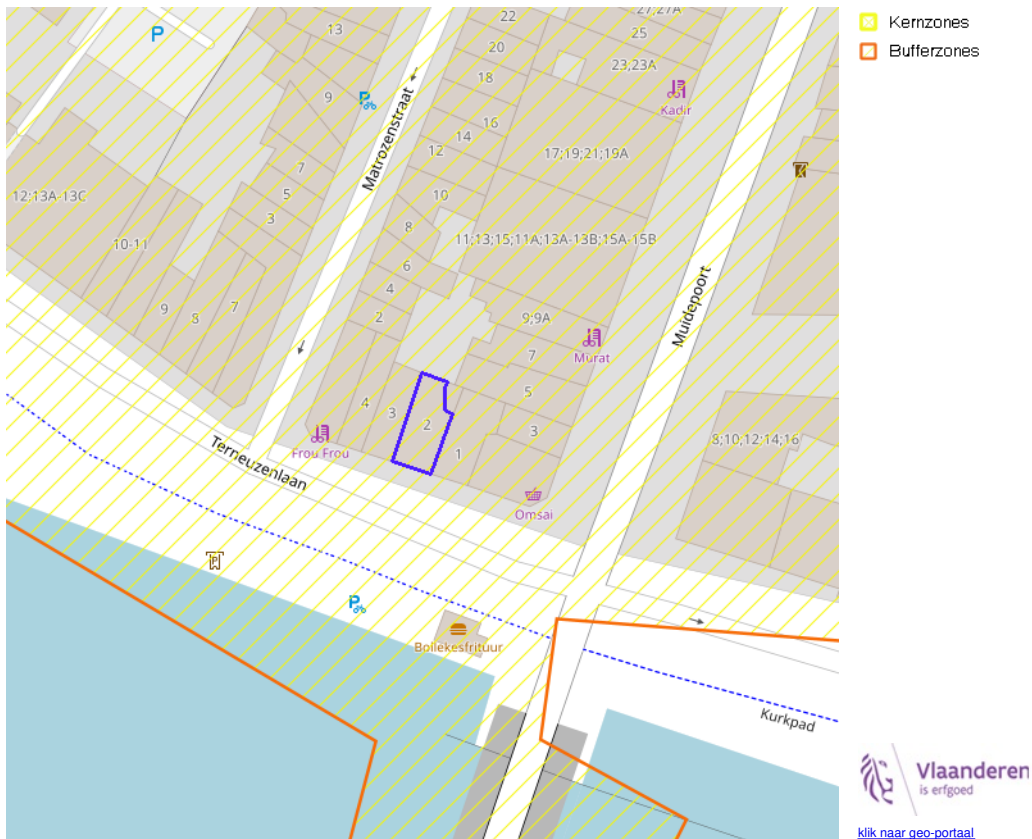 Kernzones
Bufferzones
22
27;27A
13
20
25
18
23;23A
9
Kadir
Matrozenstraat
16
14
12
17;19;21;19A
7
12;13A-13C
5
10
3
8
10-11
11;13;15;11A;13A-13B;15A-15B
6
4
Muidepoort
9
8
7
2
9;9A
7
Murat
5
4
3
2
3
8;10;12;14;16
1
Frou Frou
Terneuzenlaan
Omsai
Boilekesfrituur
Kurkpad
Vlaanderen
is erfgoed
klik naar geo-portaal
P
P
P
P